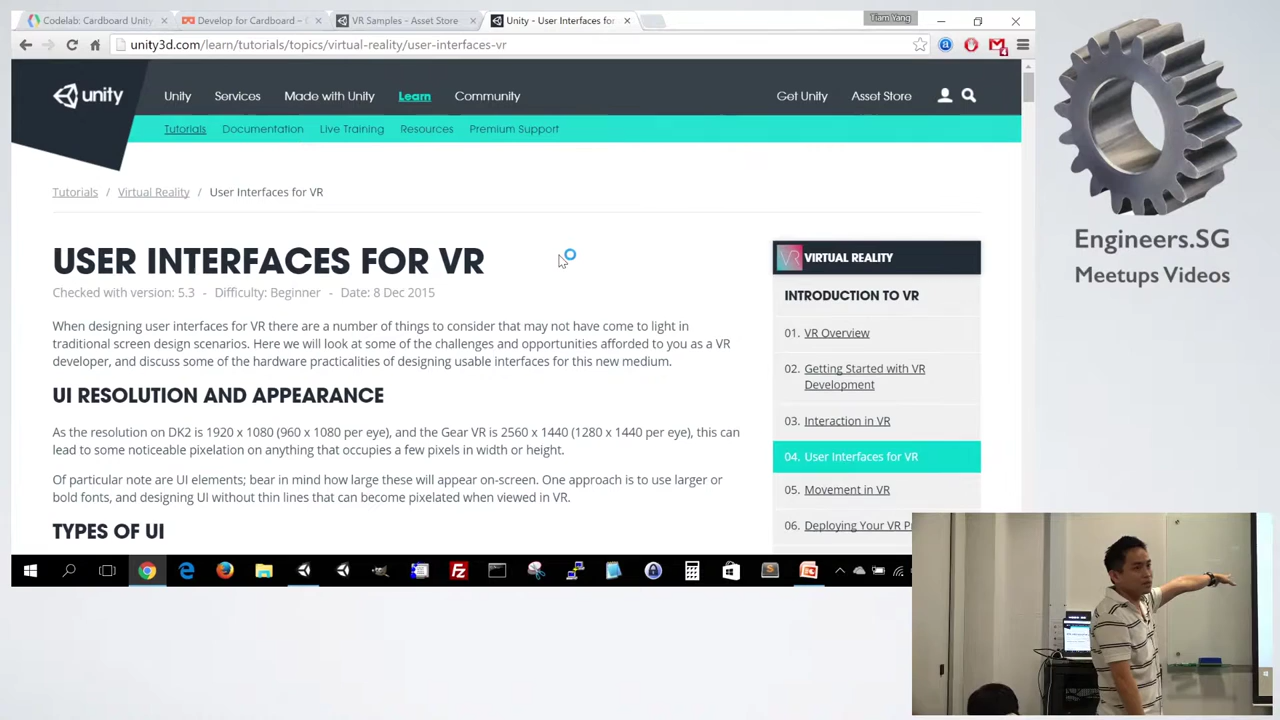 Codelab: Cardboard Unity
Develop for Cardboard – G
VR Samples - Asset Store
Unity - User Interfaces for
Tiam Yang
unity3d.com/learn/tutorials/topics/virtual-reality/user-interfaces-vr
unity
Unity
Services
Made with Unity
Learn
Community
Get Unity
Asset Store
Tutorials
Documentation
Live Training
Resources
Premium Support
Tutorials / Virtual Reality / User Interfaces for VR
USER INTERFACES FOR VR
Checked with version: 5.3 - Difficulty: Beginner - Date: 8 Dec 2015
When designing user interfaces for VR there are a number of things to consider that may not have come to light in
traditional screen design scenarios. Here we will look at some of the challenges and opportunities afforded to you as a VR
developer, and discuss some of the hardware practicalities of designing usable interfaces for this new medium.
UI RESOLUTION AND APPEARANCE
As the resolution on DK2 is 1920 x 1080 (960 x 1080 per eye), and the Gear VR is 2560 x 1440 (1280 x 1440 per eye), this can
lead to some noticeable pixelation on anything that occupies a few pixels in width or height.
Of particular note are UI elements; bear in mind how large these will appear on-screen. One approach is to use larger or
bold fonts, and designing UI without thin lines that can become pixelated when viewed in VR.
TYPES OF UI
VR VIRTUAL REALITY
INTRODUCTION TO VR
01. VR Overview
02. Getting Started with VR
Development
03. Interaction in VR
04. User Interfaces for VR
05. Movement in VR
06. Deploying Your VR P
Engineers.SG
Meetups Videos